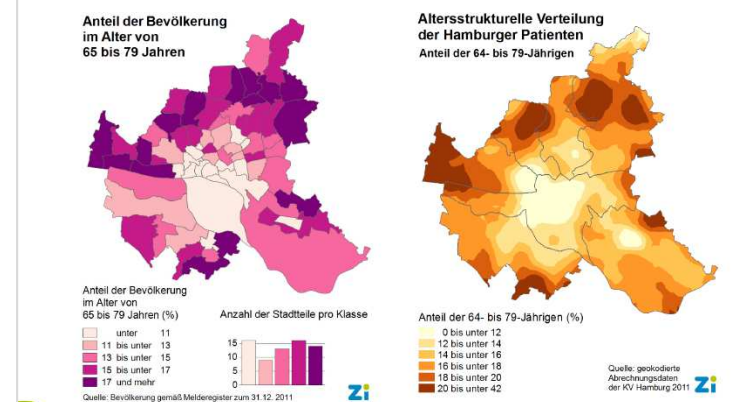 Anteil der Bevölkerung
im Alter von
65 bis 79 Jahren
Anteil der Bevölkerung
im Alter von
65 bis 79 Jahren (%)
unter 11
11 bis unter 13
13 bis unter 15
15 bis unter 17
17 und mehr
Anzahl der Stadtteile pro Klasse
15
10
5
0
Quelle: Bevölkerung gemäß Melderegister zum 31.12. 2011
Zi
Altersstrukturelle Verteilung
der Hamburger Patienten
Anteil der 64- bis 79-Jährigen
Anteil der 64- bis 79-Jährigen (%)
0 bis unter 12
12 bis unter 14
14 bis unter 16
16 bis unter 18
18 bis unter 20
20 bis unter 42
Quelle: geokodierte
Abrechnungsdaten
der KV Hamburg 2011
Zi